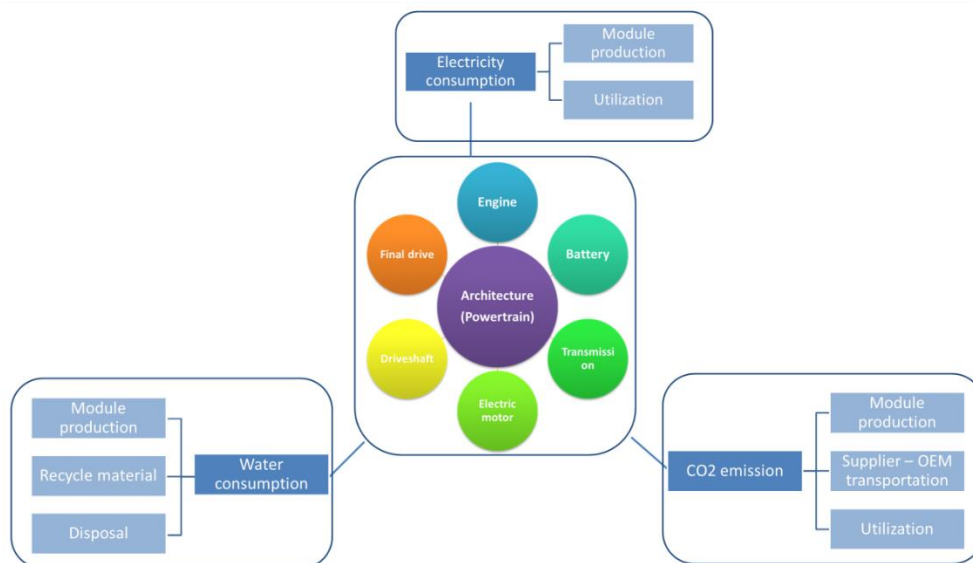 Electricity
consumption
Module
production
Utilization
Engine
Final drive
Battery
Architecture
(Powertrain)
Driveshaft
Transmissi
on
Electric
motor
Module
production
Recycle material
Disposal
Water
consumption
CO2 emission
Module
production
Supplier – OEM
transportation
Utilization